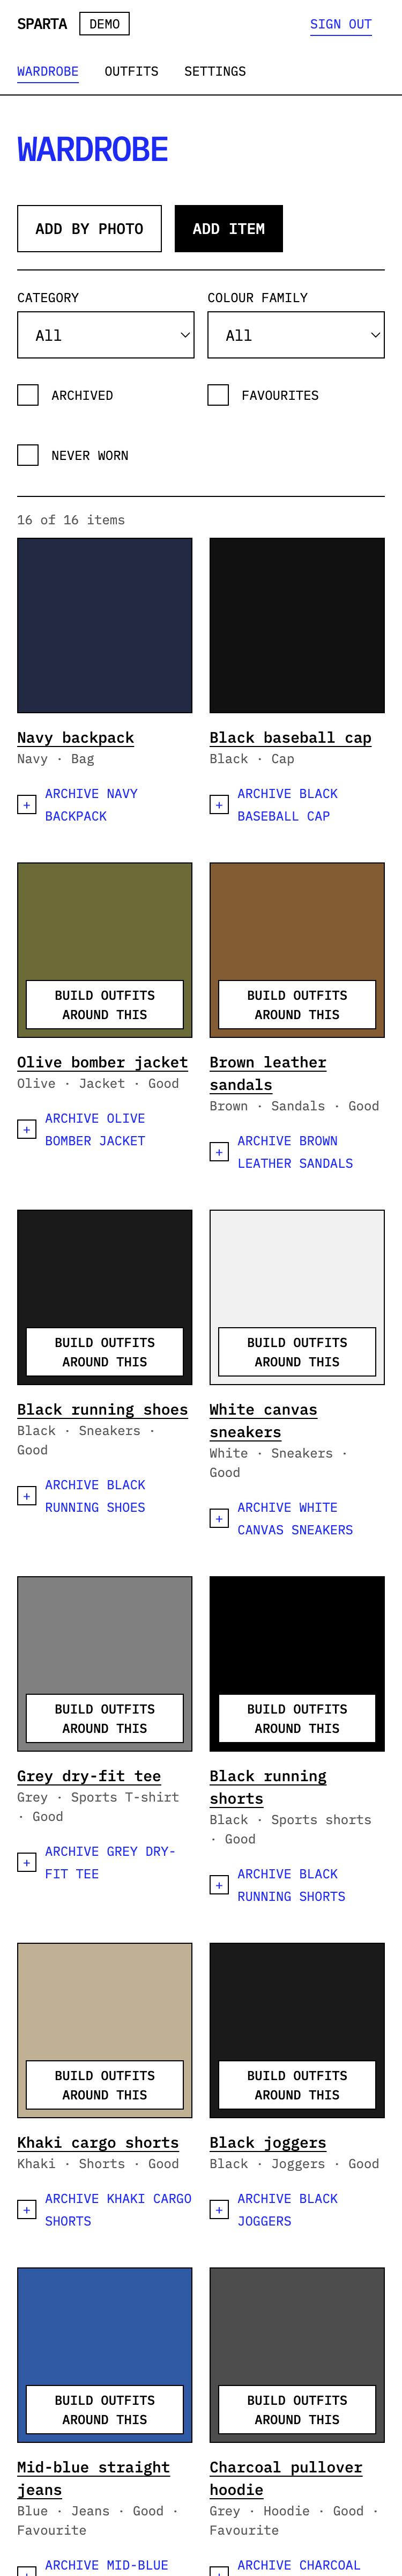 SPARTA DEMO SIGN OUT
WARDROBE OUTFITS SETTINGS
WARDROBE
ADD BY PHOTO ADD ITEM
CATEGORY COLOUR FAMILY
All All
ARCHIVED FAVOURITES
NEVER WORN
16 of 16 items
Navy backpack
Navy · Bag
+ ARCHIVE NAVY
BACKPACK
Black baseball cap
Black · Cap
+ ARCHIVE BLACK
BASEBALL CAP
BUILD OUTFITS
AROUND THIS
Olive bomber jacket
Olive · Jacket · Good
+ ARCHIVE OLIVE
BOMBER JACKET
BUILD OUTFITS
AROUND THIS
Brown leather
sandals
Brown · Sandals · Good
+ ARCHIVE BROWN
LEATHER SANDALS
BUILD OUTFITS
AROUND THIS
Black running shoes
Black · Sneakers ·
Good
+ ARCHIVE BLACK
RUNNING SHOES
BUILD OUTFITS
AROUND THIS
White canvas
sneakers
White · Sneakers ·
Good
+ ARCHIVE WHITE
CANVAS SNEAKERS
BUILD OUTFITS
AROUND THIS
Grey dry-fit tee
Grey · Sports T-shirt
· Good
+ ARCHIVE GREY DRY-
FIT TEE
BUILD OUTFITS
AROUND THIS
Black running
shorts
Black · Sports shorts
· Good
+ ARCHIVE BLACK
RUNNING SHORTS
BUILD OUTFITS
AROUND THIS
Khaki cargo shorts
Khaki · Shorts · Good
+ ARCHIVE KHAKI CARGO
SHORTS
BUILD OUTFITS
AROUND THIS
Black joggers
Black · Joggers · Good
+ ARCHIVE BLACK
JOGGERS
BUILD OUTFITS
AROUND THIS
Mid-blue straight
jeans
Blue · Jeans · Good ·
Favourite
ARCHIVE MID-BLUE
BUILD OUTFITS
AROUND THIS
Charcoal pullover
hoodie
Grey · Hoodie · Good ·
Favourite
ARCHIVE CHARCOAL